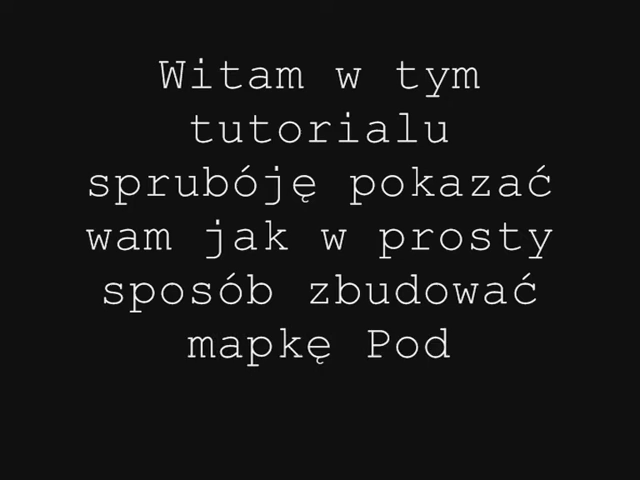 Witam w tym
tutorialu
sprubóję pokazać
wam jak w prosty
sposób zbudować
mapkę Pod